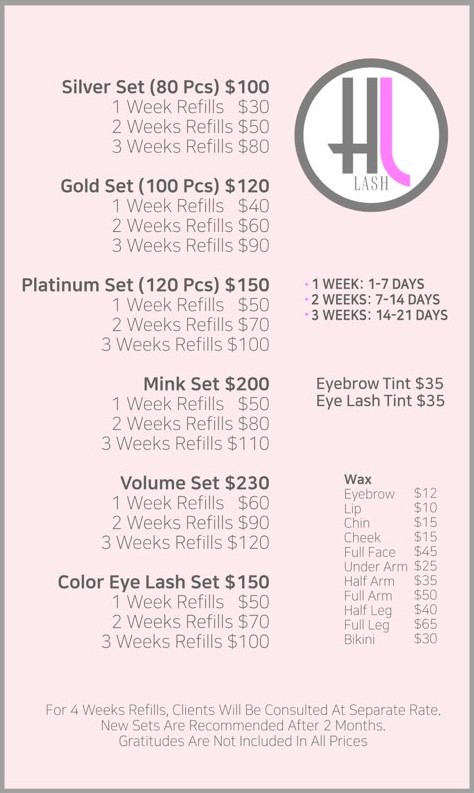 Silver Set (80 Pcs) $100
1 Week Refills $30
2 Weeks Refills $50
3 Weeks Refills $80
Gold Set (100 Pcs) $120
1 Week Refills $40
2 Weeks Refills $60
3 Weeks Refills $90
Platinum Set (120 Pcs) $150
1 Week Refills $50
2 Weeks Refills $70
3 Weeks Refills $100
Mink Set $200
1 Week Refills $50
2 Weeks Refills $80
3 Weeks Refills $110
Volume Set $230
1 Week Refills $60
2 Weeks Refills $90
3 Weeks Refills $120
Color Eye Lash Set $150
1 Week Refills $50
2 Weeks Refills $70
3 Weeks Refills $100
HL
LASH
• 1 WEEK: 1-7 DAYS
• 2 WEEKS: 7-14 DAYS
• 3 WEEKS: 14-21 DAYS
Eyebrow Tint $35
Eye Lash Tint $35
Wax
Eyebrow $12
Lip $10
Chin $15
Cheek $15
Full Face $45
Under Arm $25
Half Arm $35
Full Arm $50
Half Leg $40
Full Leg $65
Bikini $30
For 4 Weeks Refills, Clients Will Be Consulted At Separate Rate.
New Sets Are Recommended After 2 Months.
Gratitudes Are Not Included In All Prices